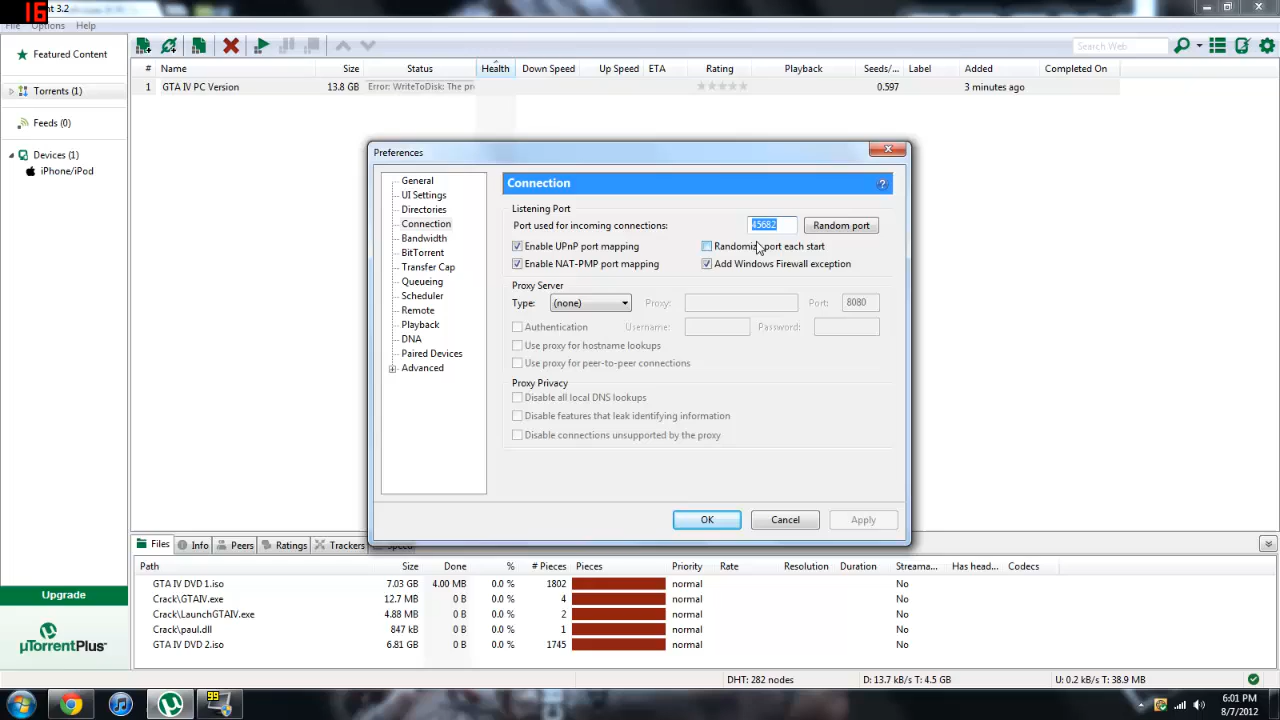 16
nt 3.2
File Options Help
Search Web
Featured Content
Torrents (1)
Feeds (0)
Devices (1)
iPhone/iPod
Upgrade
µTorrentPlus
# Name Size Status Health Down Speed Up Speed ETA Rating Playback Seeds/... Label Added Completed On
1 GTA IV PC Version 13.8 GB Error: WriteToDisk: The pr 0.597 3 minutes ago
Preferences
General
UI Settings
Directories
Connection
Bandwidth
BitTorrent
Transfer Cap
Queueing
Scheduler
Remote
Playback
DNA
Paired Devices
Advanced
Connection
Listening Port
Port used for incoming connections: 45682 Random port
Enable UPnP port mapping Randomize port each start
Enable NAT-PMP port mapping Add Windows Firewall exception
Proxy Server
Type: (none) Proxy: Port: 8080
Authentication Username: Password:
Use proxy for hostname lookups
Use proxy for peer-to-peer connections
Proxy Privacy
Disable all local DNS lookups
Disable features that leak identifying information
Disable connections unsupported by the proxy
OK Cancel Apply
Files Info Peers Ratings Trackers Speed
Path Size Done % # Pieces Pieces Priority Rate Resolution Duration Streama... Has head... Codecs
GTA IV DVD 1.iso 7.03 GB 4.00 MB 0.0 % 1802 normal No
Crack\GTAIV.exe 12.7 MB 0 B 0.0 % 4 normal No
Crack\LaunchGTAIV.exe 4.88 MB 0 B 0.0 % 2 normal No
Crack\paul.dll 847 kB 0 B 0.0 % 1 normal No
GTA IV DVD 2.iso 6.81 GB 0 B 0.0 % 1745 normal No
DHT: 282 nodes D: 13.7 kB/s T: 4.5 GB U: 0.2 kB/s T: 38.9 MB
99
6:01 PM
8/7/2012